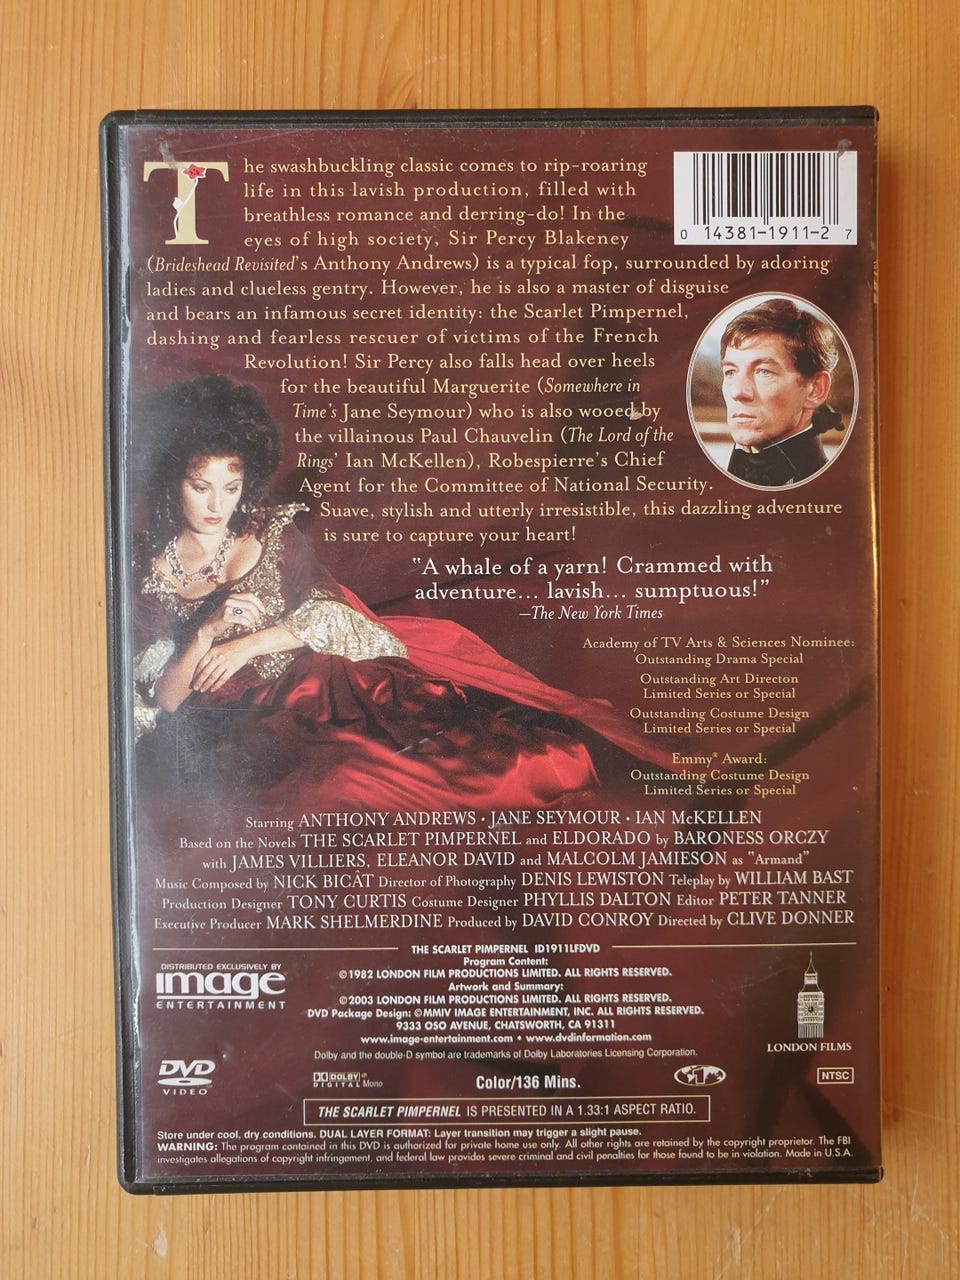 The swashbuckling classic comes to rip-roaring
life in this lavish production, filled with
breathless romance and derring-do! In the
eyes of high society, Sir Percy Blakeney
(Brideshead Revisited's Anthony Andrews) is a typical fop, surrounded by adoring
ladies and clueless gentry. However, he is also a master of disguise
and bears an infamous secret identity: the Scarlet Pimpernel,
dashing and fearless rescuer of victims of the French
Revolution! Sir Percy also falls head over heels
for the beautiful Marguerite (Somewhere in
Time's Jane Seymour) who is also wooed by
the villainous Paul Chauvelin (The Lord of the
Rings' Ian McKellen), Robespierre's Chief
Agent for the Committee of National Security.
Suave, stylish and utterly irresistible, this dazzling adventure
is sure to capture your heart!
0 14381-1911-2 7
"A whale of a yarn! Crammed with
adventure... lavish... sumptuous!"
—The New York Times
Academy of TV Arts & Sciences Nominee:
Outstanding Drama Special
Outstanding Art Directon
Limited Series or Special
Outstanding Costume Design
Limited Series or Special
Emmy® Award:
Outstanding Costume Design
Limited Series or Special
Starring ANTHONY ANDREWS · JANE SEYMOUR · IAN McKELLEN
Based on the Novels THE SCARLET PIMPERNEL and ELDORADO by BARONESS ORCZY
with JAMES VILLIERS, ELEANOR DAVID and MALCOLM JAMIESON as "Armand"
Music Composed by NICK BICÂT Director of Photography DENIS LEWISTON Teleplay by WILLIAM BAST
Production Designer TONY CURTIS Costume Designer PHYLLIS DALTON Editor PETER TANNER
Executive Producer MARK SHELMERDINE Produced by DAVID CONROY Directed by CLIVE DONNER
THE SCARLET PIMPERNEL ID1911LFDVD
Program Content:
©1982 LONDON FILM PRODUCTIONS LIMITED. ALL RIGHTS RESERVED.
Artwork and Summary:
©2003 LONDON FILM PRODUCTIONS LIMITED. ALL RIGHTS RESERVED.
DVD Package Design: ©MMIV IMAGE ENTERTAINMENT, INC. ALL RIGHTS RESERVED.
9333 OSO AVENUE, CHATSWORTH, CA 91311
www.image-entertainment.com • www.dvdinformation.com
Dolby and the double-D symbol are trademarks of Dolby Laboratories Licensing Corporation.
DISTRIBUTED EXCLUSIVELY BY
image
ENTERTAINMENT
LONDON FILMS
DVD
VIDEO
DOLBY®
DIGITAL Mono
Color/136 Mins.
1
NTSC
THE SCARLET PIMPERNEL IS PRESENTED IN A 1.33:1 ASPECT RATIO.
Store under cool, dry conditions. DUAL LAYER FORMAT: Layer transition may trigger a slight pause.
WARNING: The program contained in this DVD is authorized for private home use only. All other rights are retained by the copyright proprietor. The FBI
investigates allegations of copyright infringement, and federal law provides severe criminal and civil penalties for those found to be in violation. Made in U.S.A.